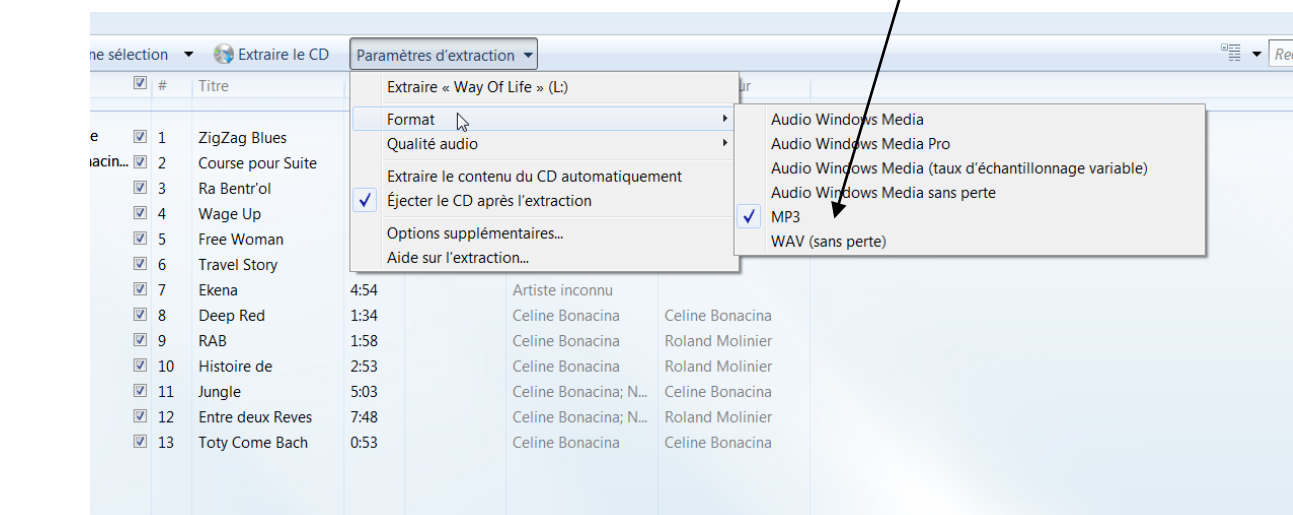 ne sélection Extraire le CD Paramètres d'extraction
# Titre
Extraire « Way Of Life » (L:)
Format
Qualité audio
Extraire le contenu du CD automatiquement
Éjecter le CD après l'extraction
Options supplémentaires...
Aide sur l'extraction...
Audio Windows Media
Audio Windows Media Pro
Audio Windows Media (taux d'échantillonnage variable)
Audio Windows Media sans perte
MP3
WAV (sans perte)
1 ZigZag Blues
2 Course pour Suite
3 Ra Bentr'ol
4 Wage Up
5 Free Woman
6 Travel Story
7 Ekena 4:54 Artiste inconnu
8 Deep Red 1:34 Celine Bonacina Celine Bonacina
9 RAB 1:58 Celine Bonacina Roland Molinier
10 Histoire de 2:53 Celine Bonacina Roland Molinier
11 Jungle 5:03 Celine Bonacina; N... Celine Bonacina
12 Entre deux Reves 7:48 Celine Bonacina; N... Roland Molinier
13 Toty Come Bach 0:53 Celine Bonacina Celine Bonacina